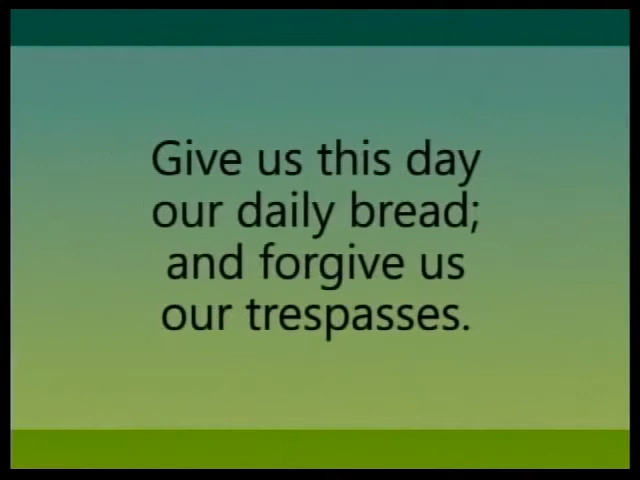 Give us this day
our daily bread;
and forgive us
our trespasses.